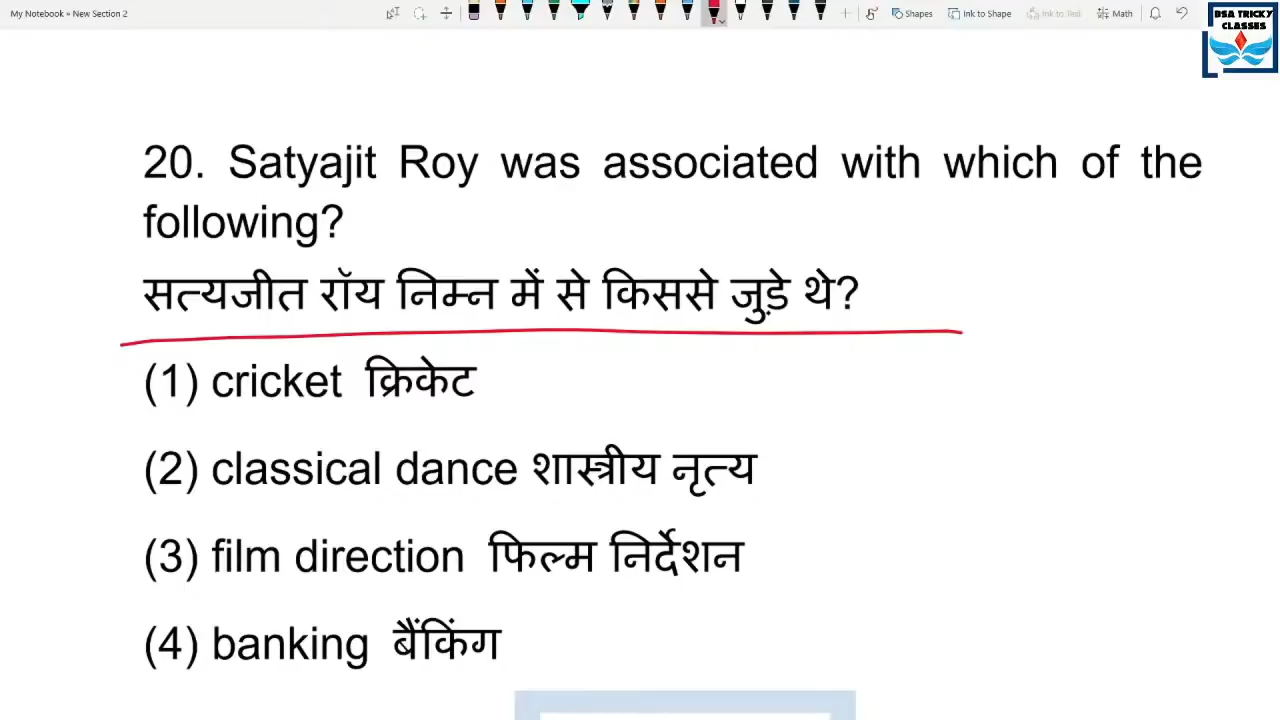 My Notebook » New Section 2
Shapes
Ink to Shape
Ink to Text
Math
BSA TRICKY
CLASSES
20. Satyajit Roy was associated with which of the
following?
सत्यजीत रॉय निम्न में से किससे जुड़े थे?
(1) cricket क्रिकेट
(2) classical dance शास्त्रीय नृत्य
(3) film direction फिल्म निर्देशन
(4) banking बैंकिंग